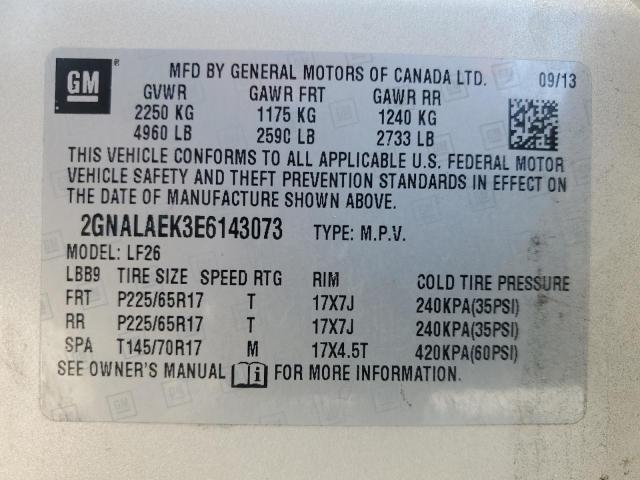 GM ®
MFD BY GENERAL MOTORS OF CANADA LTD. 09/13
GVWR GAWR FRT GAWR RR
2250 KG 1175 KG 1240 KG
4960 LB 2590 LB 2733 LB
THIS VEHICLE CONFORMS TO ALL APPLICABLE U.S. FEDERAL MOTOR
VEHICLE SAFETY AND THEFT PREVENTION STANDARDS IN EFFECT ON
THE DATE OF MANUFACTURE SHOWN ABOVE.
2GNALAEK3E6143073 TYPE: M.P.V.
MODEL: LF26
LBB9 TIRE SIZE SPEED RTG RIM COLD TIRE PRESSURE
FRT P225/65R17 T 17X7J 240KPA(35PSI)
RR P225/65R17 T 17X7J 240KPA(35PSI)
SPA T145/70R17 M 17X4.5T 420KPA(60PSI)
SEE OWNER'S MANUAL i FOR MORE INFORMATION.